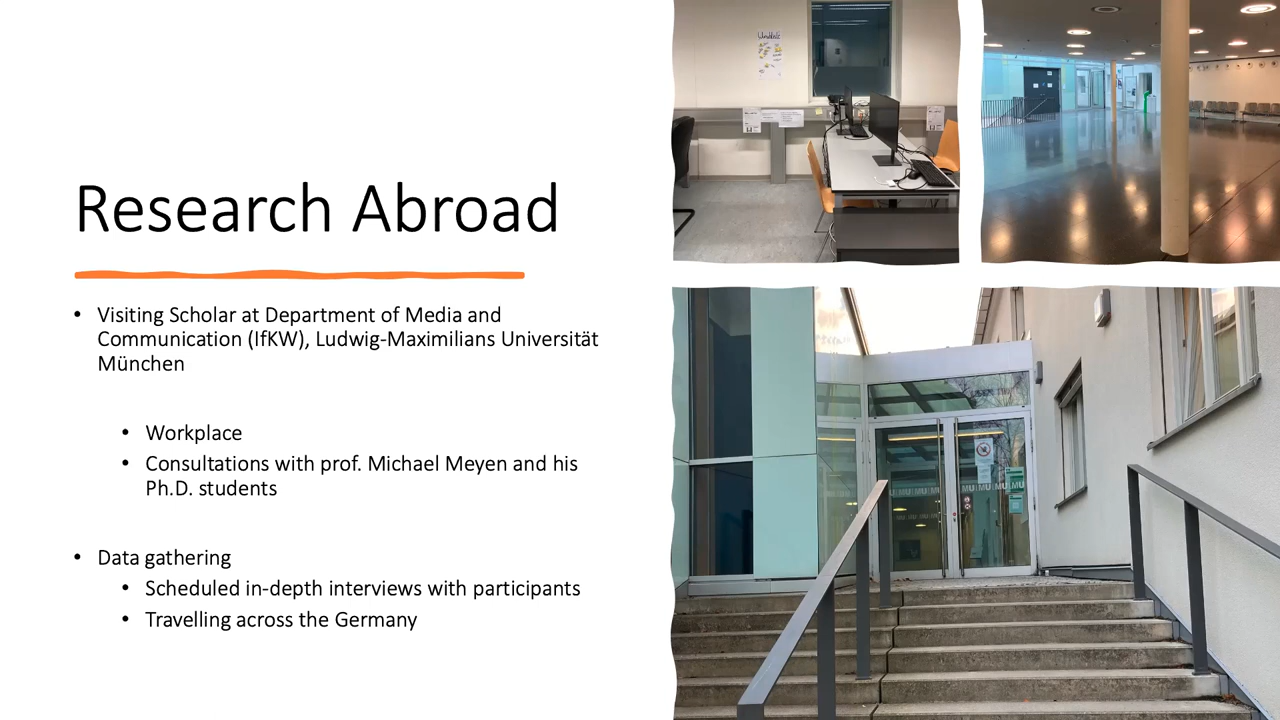 Research Abroad
• Visiting Scholar at Department of Media and
Communication (IfKW), Ludwig-Maximilians Universität
München
• Workplace
• Consultations with prof. Michael Meyen and his
Ph.D. students
• Data gathering
• Scheduled in-depth interviews with participants
• Travelling across the Germany